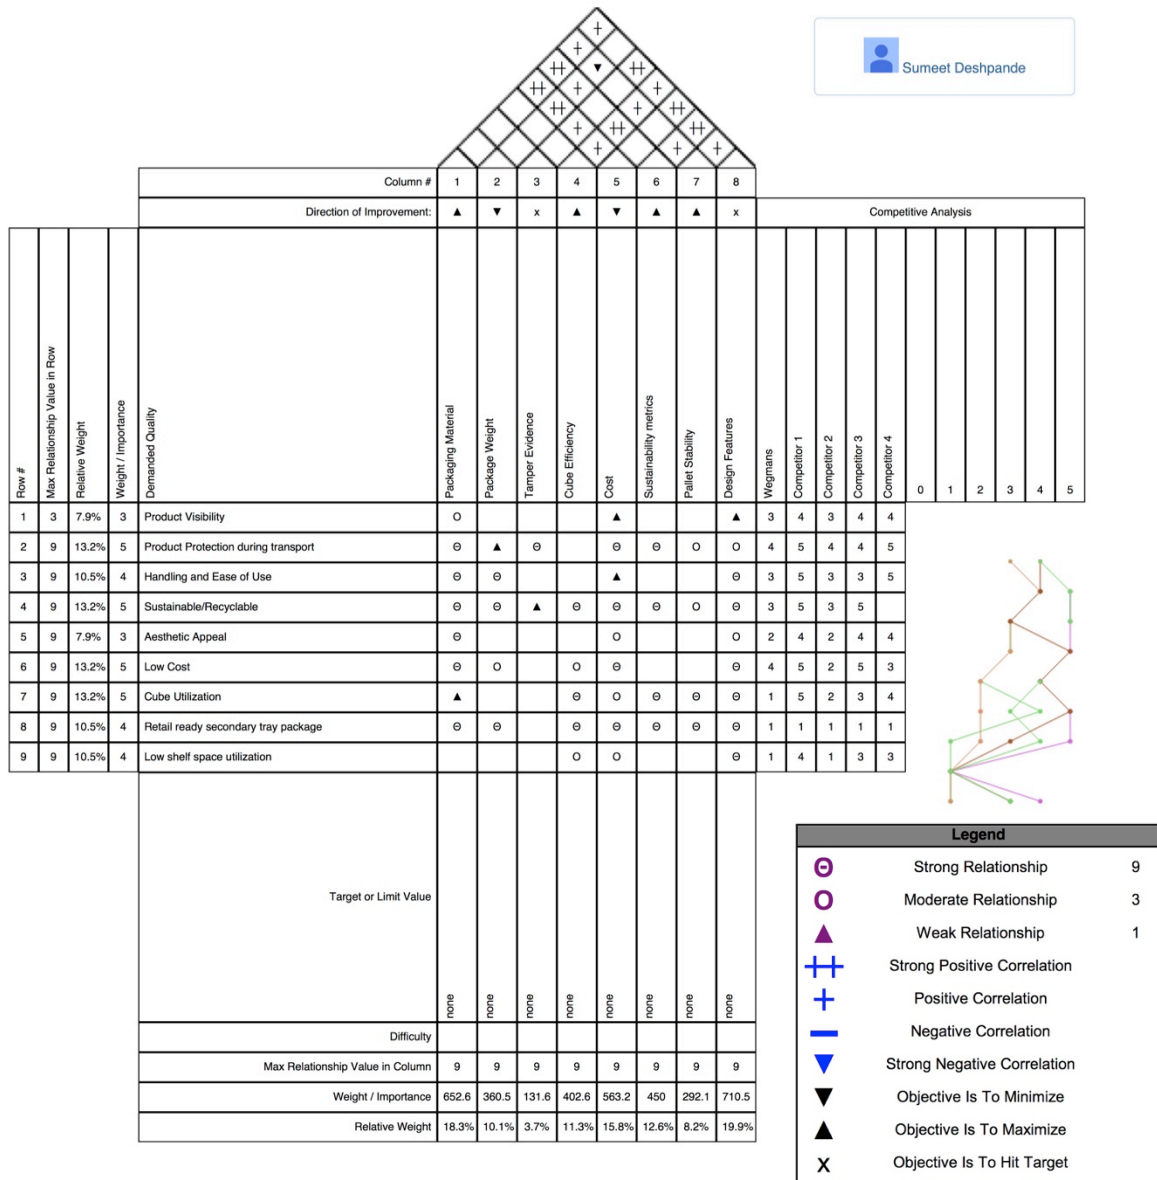 Sumeet Deshpande
Column # 1 2 3 4 5 6 7 8
Direction of Improvement: ▲ ▼ x ▲ ▼ ▲ ▲ x Competitive Analysis
Row # Max Relationship Value in Row Relative Weight Weight / Importance Demanded Quality Packaging Material Package Weight Tamper Evidence Cube Efficiency Cost Sustainability metrics Pallet Stability Design Features Wegmans Competitor 1 Competitor 2 Competitor 3 Competitor 4 0 1 2 3 4 5
1 3 7.9% 3 Product Visibility O ▲ ▲ 3 4 3 4 4
2 9 13.2% 5 Product Protection during transport Θ ▲ Θ Θ Θ O O 4 5 4 4 5
3 9 10.5% 4 Handling and Ease of Use Θ Θ ▲ Θ 3 5 3 3 5
4 9 13.2% 5 Sustainable/Recyclable Θ Θ ▲ Θ Θ Θ O Θ 3 5 3 5
5 9 7.9% 3 Aesthetic Appeal Θ O O 2 4 2 4 4
6 9 13.2% 5 Low Cost Θ O O Θ Θ 4 5 2 5 3
7 9 13.2% 5 Cube Utilization ▲ Θ O Θ Θ Θ 1 5 2 3 4
8 9 10.5% 4 Retail ready secondary tray package Θ Θ Θ Θ Θ Θ Θ 1 1 1 1 1
9 9 10.5% 4 Low shelf space utilization O O Θ 1 4 1 3 3
Target or Limit Value none none none none none none none none
Difficulty
Max Relationship Value in Column 9 9 9 9 9 9 9 9
Weight / Importance 652.6 360.5 131.6 402.6 563.2 450 292.1 710.5
Relative Weight 18.3% 10.1% 3.7% 11.3% 15.8% 12.6% 8.2% 19.9%
Legend
Θ Strong Relationship 9
O Moderate Relationship 3
▲ Weak Relationship 1
Strong Positive Correlation
Positive Correlation
Negative Correlation
▼ Strong Negative Correlation
▼ Objective Is To Minimize
▲ Objective Is To Maximize
x Objective Is To Hit Target